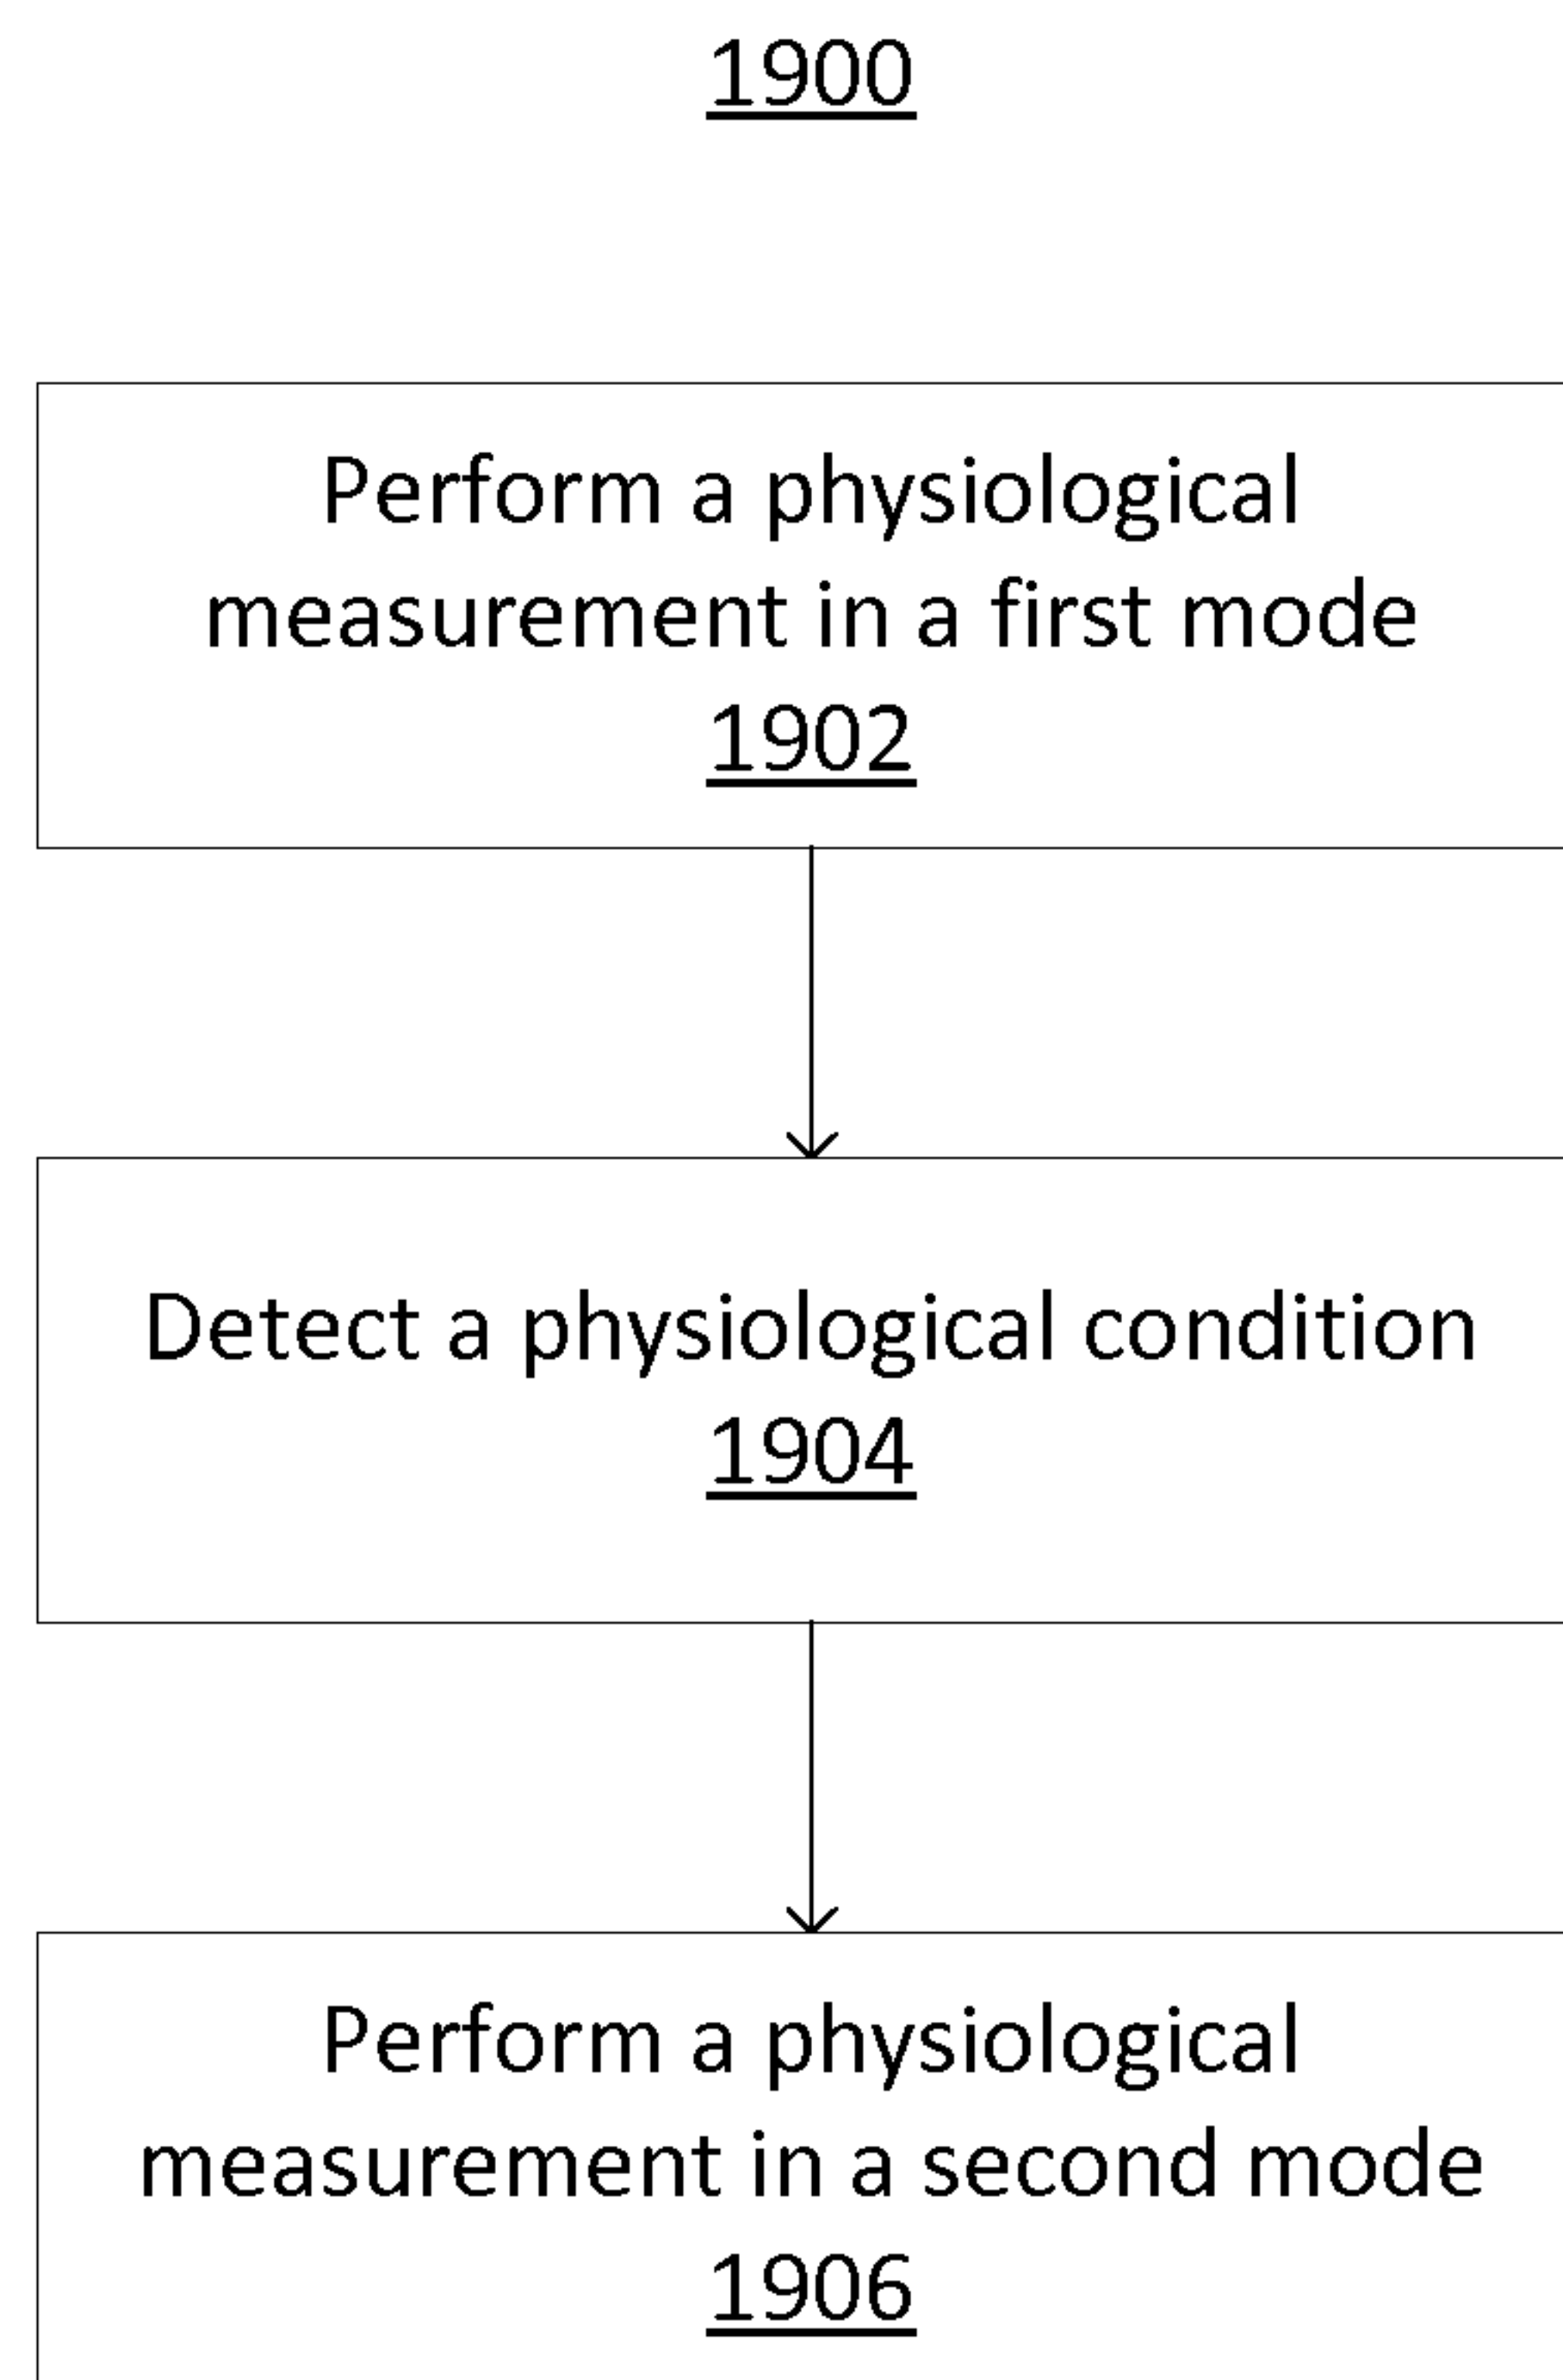 1900
Perform a physiological
measurement in a first mode
1902
Detect a physiological condition
1904
Perform a physiological
measurement in a second mode
1906